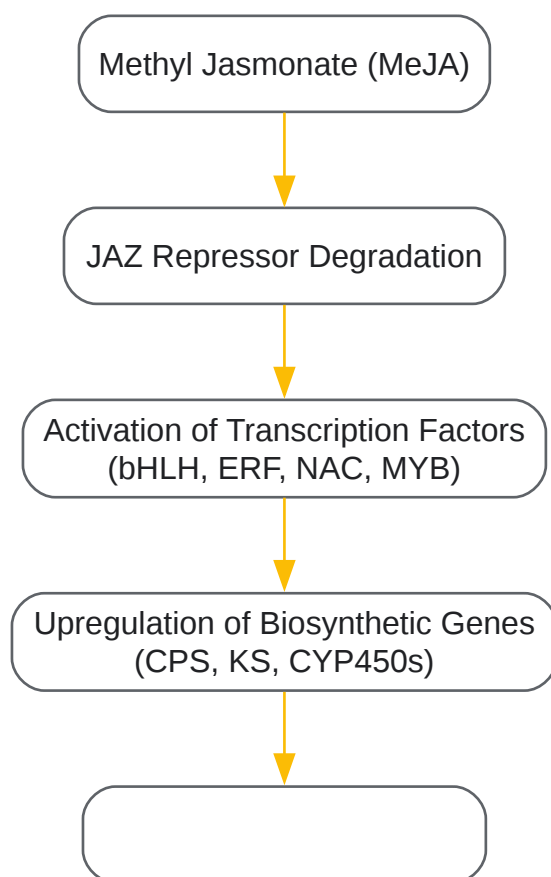 Methyl Jasmonate (MeJA)
JAZ Repressor Degradation
Activation of Transcription Factors
(bHLH, ERF, NAC, MYB)
Upregulation of Biosynthetic Genes
(CPS, KS, CYP450s)